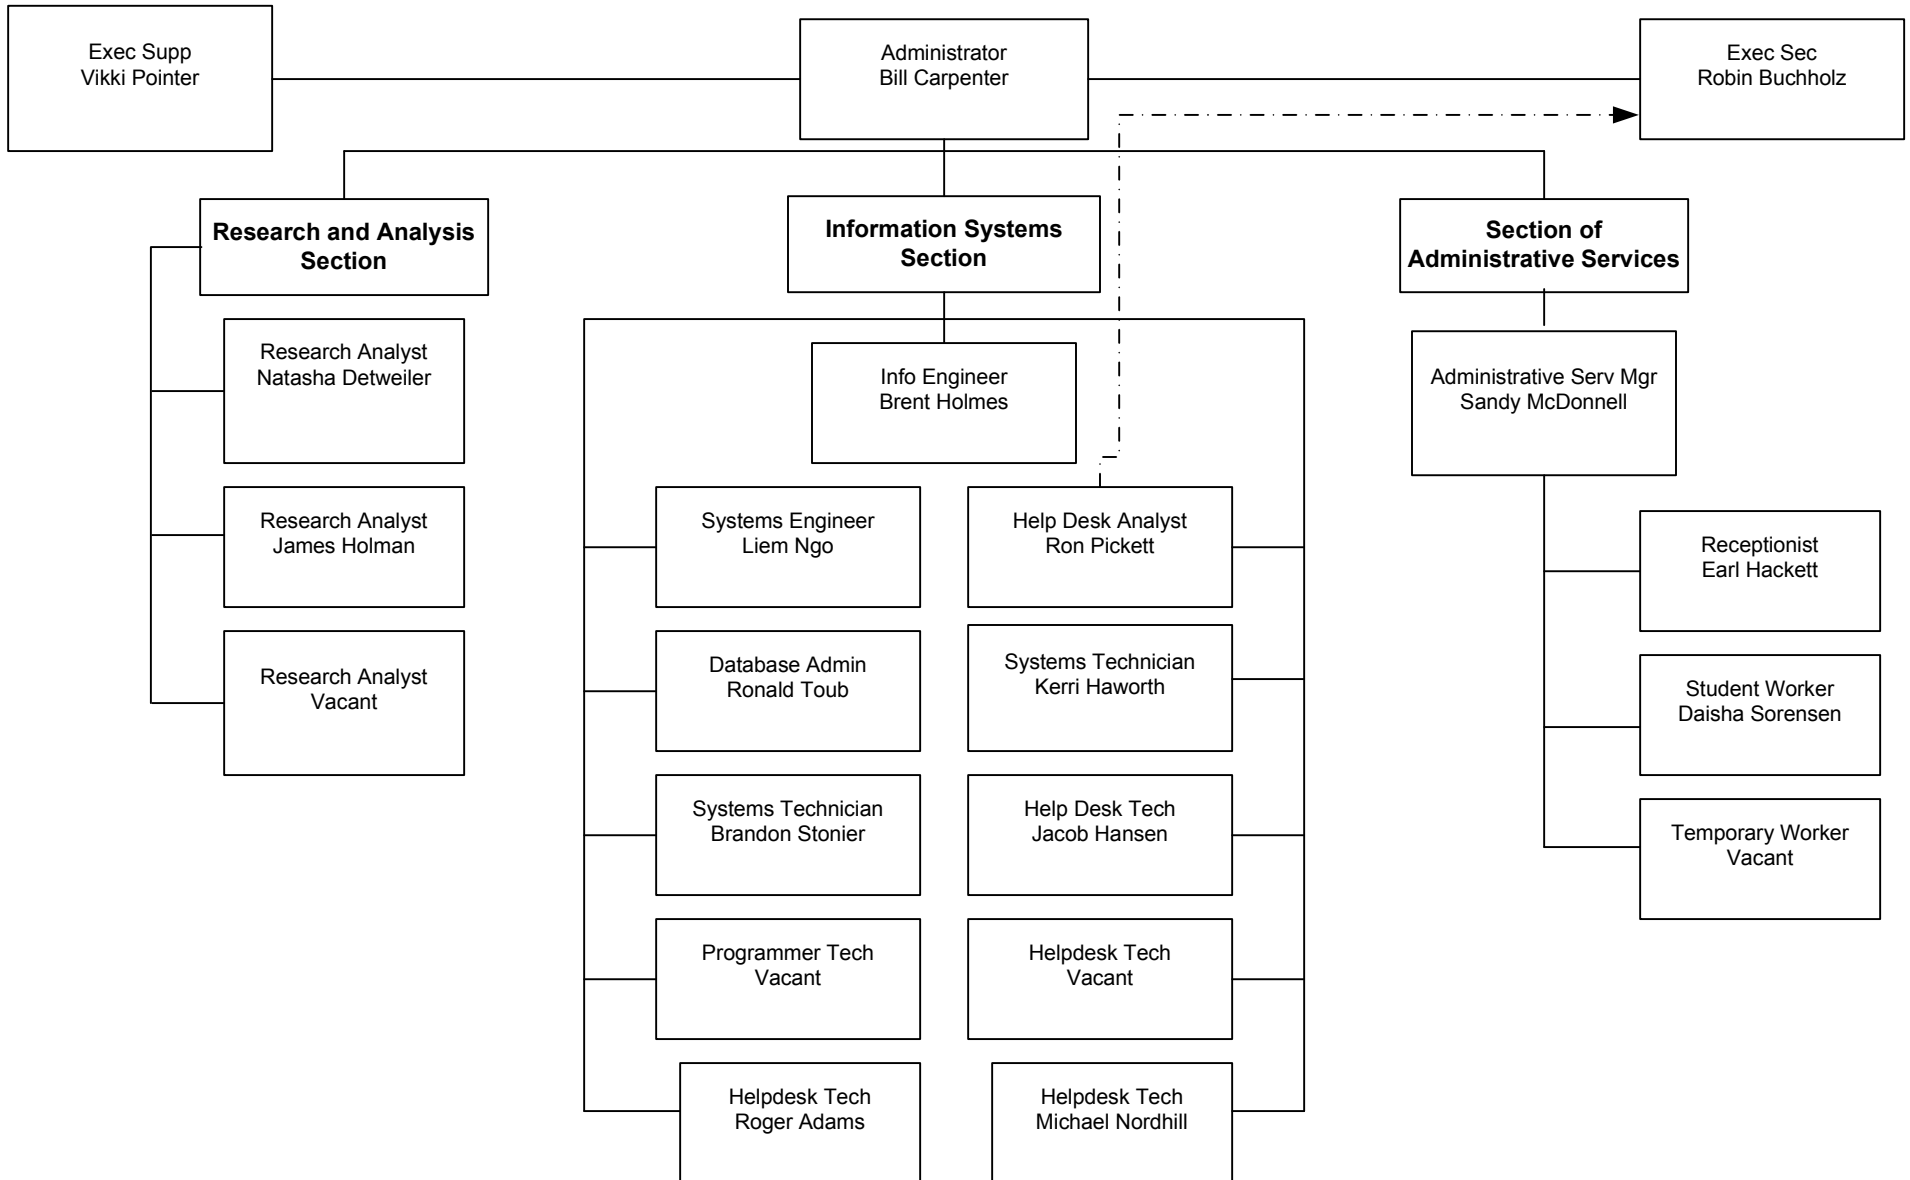 Exec Supp
Vikki Pointer
Administrator
Bill Carpenter
Exec Sec
Robin Buchholz
Research and Analysis
Section
Information Systems
Section
Section of
Administrative Services
Research Analyst
Natasha Detweiler
Research Analyst
James Holman
Research Analyst
Vacant
Info Engineer
Brent Holmes
Systems Engineer
Liem Ngo
Help Desk Analyst
Ron Pickett
Database Admin
Ronald Toub
Systems Technician
Kerri Haworth
Systems Technician
Brandon Stonier
Help Desk Tech
Jacob Hansen
Programmer Tech
Vacant
Helpdesk Tech
Vacant
Helpdesk Tech
Roger Adams
Helpdesk Tech
Michael Nordhill
Administrative Serv Mgr
Sandy McDonnell
Receptionist
Earl Hackett
Student Worker
Daisha Sorensen
Temporary Worker
Vacant